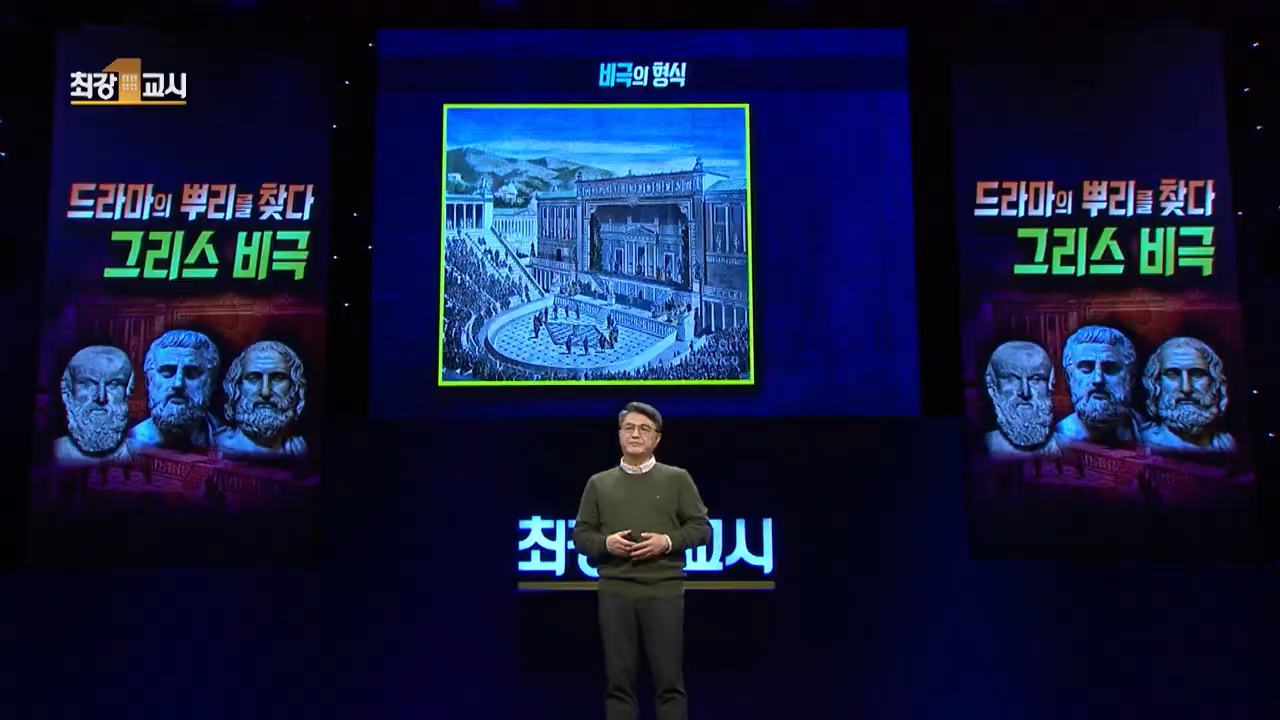 최강1교시
비극의 형식
드라마의 뿌리를 찾다
그리스 비극
드라마의 뿌리를 찾다
그리스 비극
최강 교시